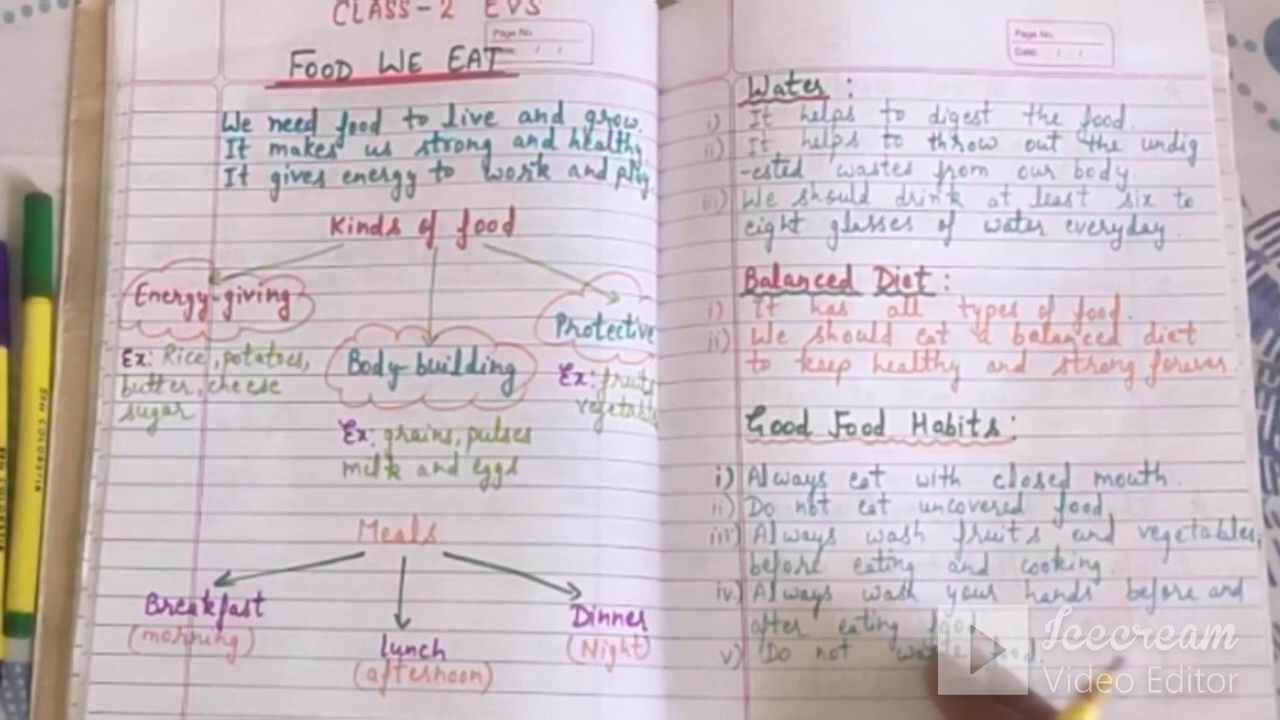 CLASS-2 EVS
Page No.
Date: / /
FOOD WE EAT
We need food to live and grow.
It makes us strong and healthy.
It gives energy to work and play.
Kinds of food
Energy-giving
Ex: Rice, potatoes,
butter, cheese
sugar
Body-building
Ex: grains, pulses
milk and eggs
Protective
Ex: fruits
vegetables
Meals
Breakfast
(morning)
lunch
(afternoon)
Dinner
(Night)
Page No.
Date: / /
Water:
i) It helps to digest the food.
ii) It helps to throw out the undig
-ested wastes from our body.
iii) We should drink at least six to
eight glasses of water everyday.
Balanced Diet:
i) It has all types of food.
ii) We should eat a balanced diet
to keep healthy and strong forever.
Good Food Habits:
i) Always eat with closed mouth.
ii) Do not eat uncovered food.
iii) Always wash fruits and vegetables,
before eating and cooking.
iv) Always wash your hands before and
after eating food
v) Do not waste food.
Icecream
Video Editor
DOMS COLORSTIX